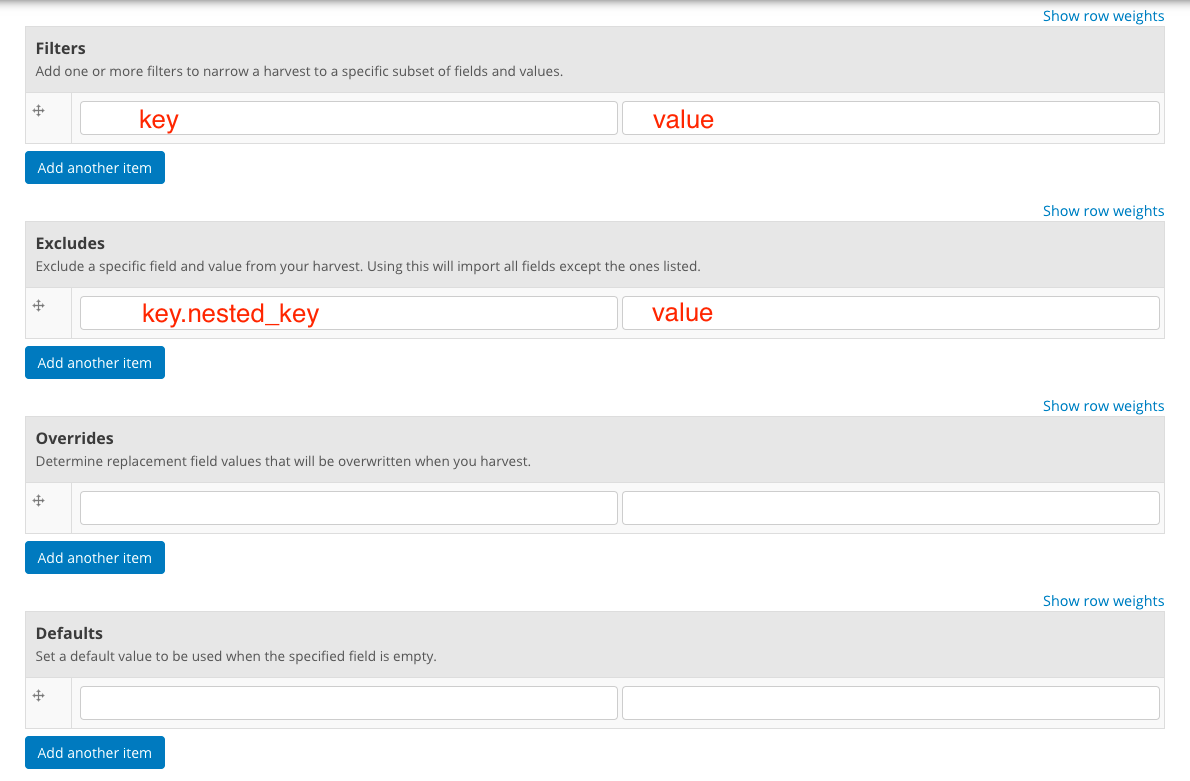 Show row weights
Filters
Add one or more filters to narrow a harvest to a specific subset of fields and values.
key value
Add another item
Show row weights
Excludes
Exclude a specific field and value from your harvest. Using this will import all fields except the ones listed.
key.nested_key value
Add another item
Show row weights
Overrides
Determine replacement field values that will be overwritten when you harvest.
Add another item
Show row weights
Defaults
Set a default value to be used when the specified field is empty.
Add another item